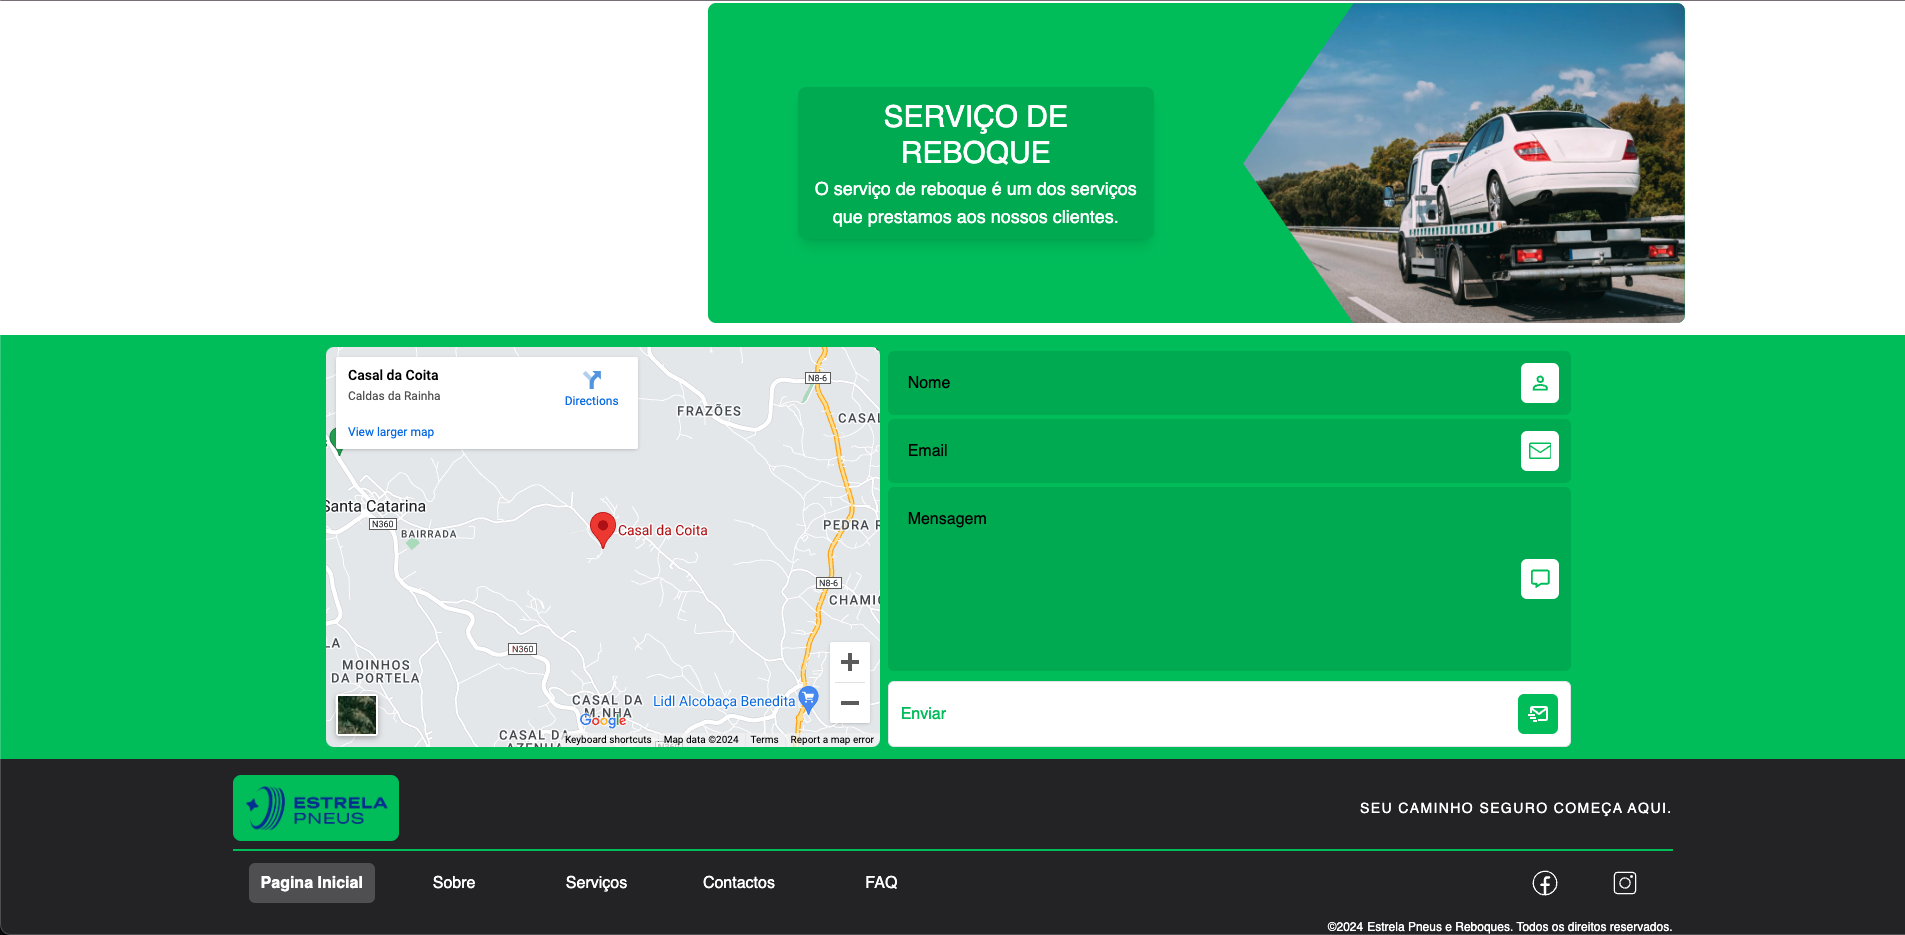 SERVIÇO DE
REBOQUE
O serviço de reboque é um dos serviços
que prestamos aos nossos clientes.
Casal da Coita
Caldas da Rainha
Directions
View larger map
N8-6
FRAZÕES
CASAL
Santa Catarina
N360
BAIRRADA
Casal da Coita
PEDRA R
N8-6
CHAMI
N360
MOINHOS
DA PORTELA
CASAL DA
Lidl Alcobaça Benedita
Google
CASAL DA
Keyboard shortcuts
Map data ©2024
Terms
Report a map error
Nome
Email
Mensagem
Enviar
ESTRELA
PNEUS
SEU CAMINHO SEGURO COMEÇA AQUI.
Pagina Inicial
Sobre
Serviços
Contactos
FAQ
©2024 Estrela Pneus e Reboques. Todos os direitos reservados.